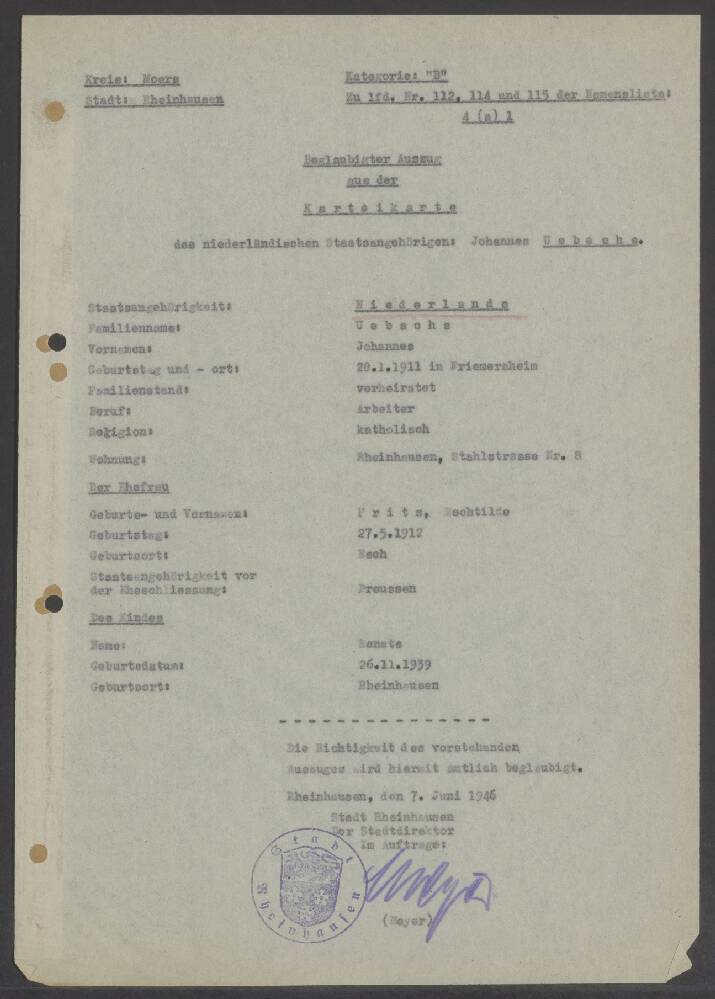 Kreis: Moers
Stadt: Rheinhausen
Kategorie: "B"
Zu lfd. Nr. 112, 114 und 115 der Namensliste:
4 (a) 1
Beglaubigter Auszug
aus der
Karteikarte
des niederländischen Staatsangehörigen: Johannes Uebachs.
Staatsangehörigkeit: Niederlande
Familienname: Uebachs
Vornamen: Johannes
Geburtstag und - ort: 28.1.1911 in Friemersheim
Familienstand: verheiratet
Beruf: Arbeiter
Religion: katholisch
Wohnung: Rheinhausen, Stahlstrasse Nr. 8
Der Ehefrau
Geburts- und Vornamen: Frits, Mechtilde
Geburtstag: 27.5.1912
Geburtsort: Esch
Staatsangehörigkeit vor
der Eheschliessung: Preussen
Des Kindes
Name: Renate
Geburtsdatum: 26.11.1939
Geburtsort: Rheinhausen
Die Richtigkeit des vorstehenden
Auszuges wird hiermit amtlich beglaubigt.
Rheinhausen, den 7. Juni 1946
Stadt Rheinhausen
Der Stadtdirektor
Im Auftrage:
Stadt Rheinhausen
Meyer
(Meyer)